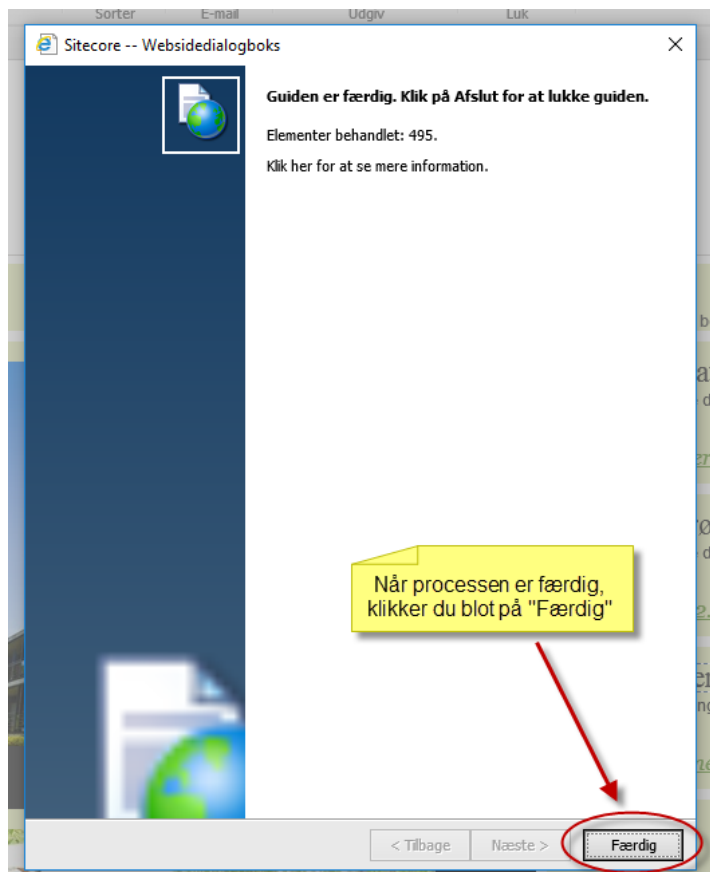 Sorter E-mail Udgiv Luk
Sitecore -- Websidedialogboks
Guiden er færdig. Klik på Afslut for at lukke guiden.
Elementer behandlet: 495.
Klik her for at se mere information.
Når processen er færdig,
klikker du blot på "Færdig"
< Tilbage Næste > Færdig